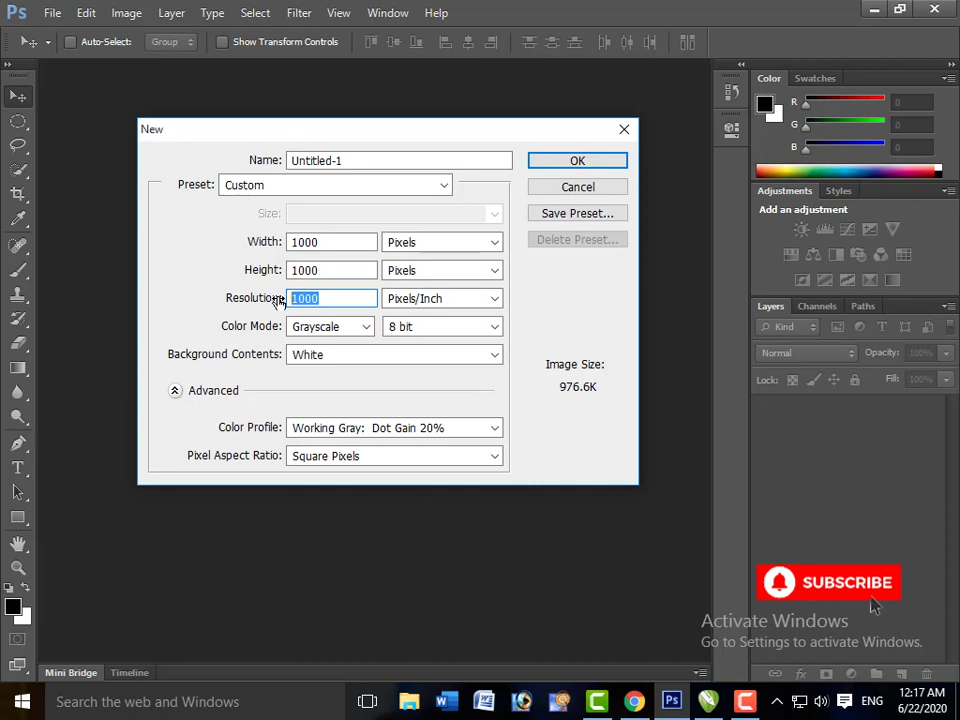 Ps File Edit Image Layer Type Select Filter View Window Help
Auto-Select: Group Show Transform Controls
New
Name: Untitled-1 OK
Preset: Custom Cancel
Size: Save Preset...
Width: 1000 Pixels Delete Preset...
Height: 1000 Pixels
Resolution: 1000 Pixels/Inch
Color Mode: Grayscale 8 bit
Background Contents: White
Image Size:
976.6K
Advanced
Color Profile: Working Gray: Dot Gain 20%
Pixel Aspect Ratio: Square Pixels
Color Swatches
R 0
G 0
B 0
Adjustments Styles
Add an adjustment
Layers Channels Paths
Kind
Normal Opacity: 100%
Lock: Fill: 100%
SUBSCRIBE
Activate Windows
Go to Settings to activate Windows.
Mini Bridge Timeline
Search the web and Windows
ENG
12:17 AM
6/22/2020